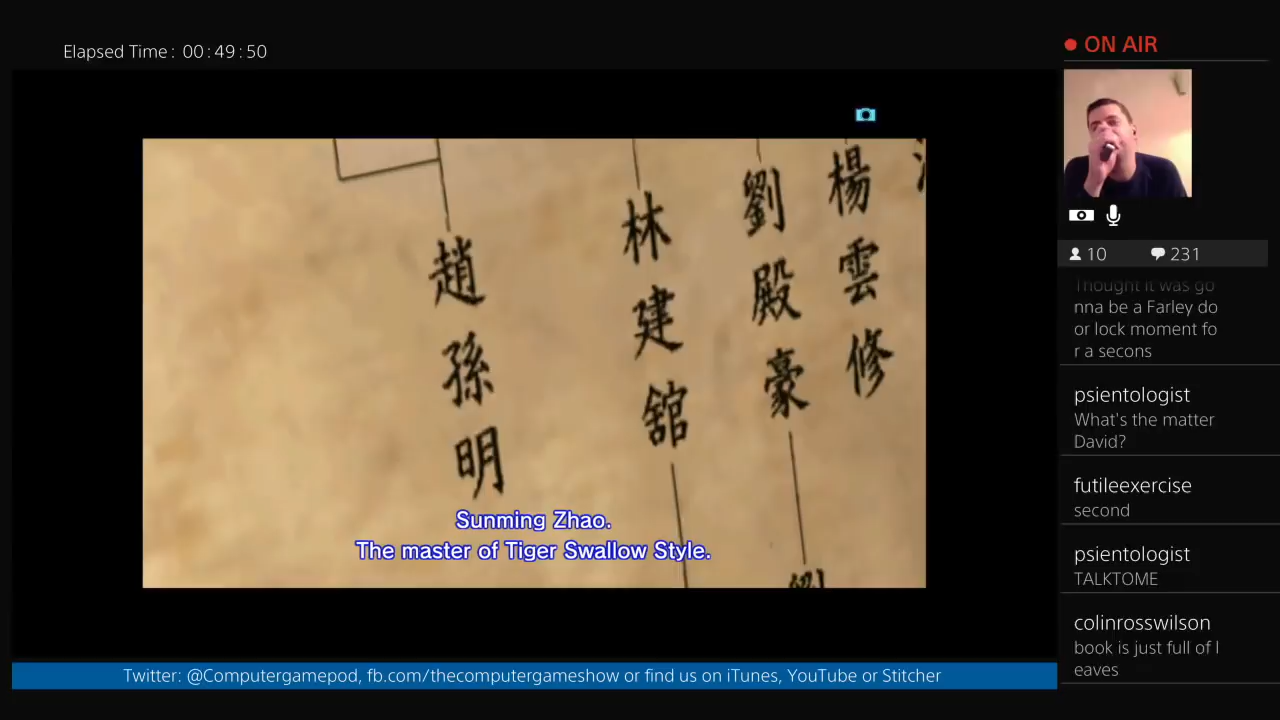 Elapsed Time: 00:49:50
ON AIR
楊雲修
劉殿豪
林建舘
趙孫明
Sunming Zhao.
The master of Tiger Swallow Style.
10
231
Thought it was go
nna be a Farley do
or lock moment fo
r a secons
psientologist
What's the matter
David?
futileexercise
second
psientologist
TALKTOME
colinrosswilson
book is just full of l
eaves
Twitter: @Computergamepod, fb.com/thecomputergameshow or find us on iTunes, YouTube or Stitcher